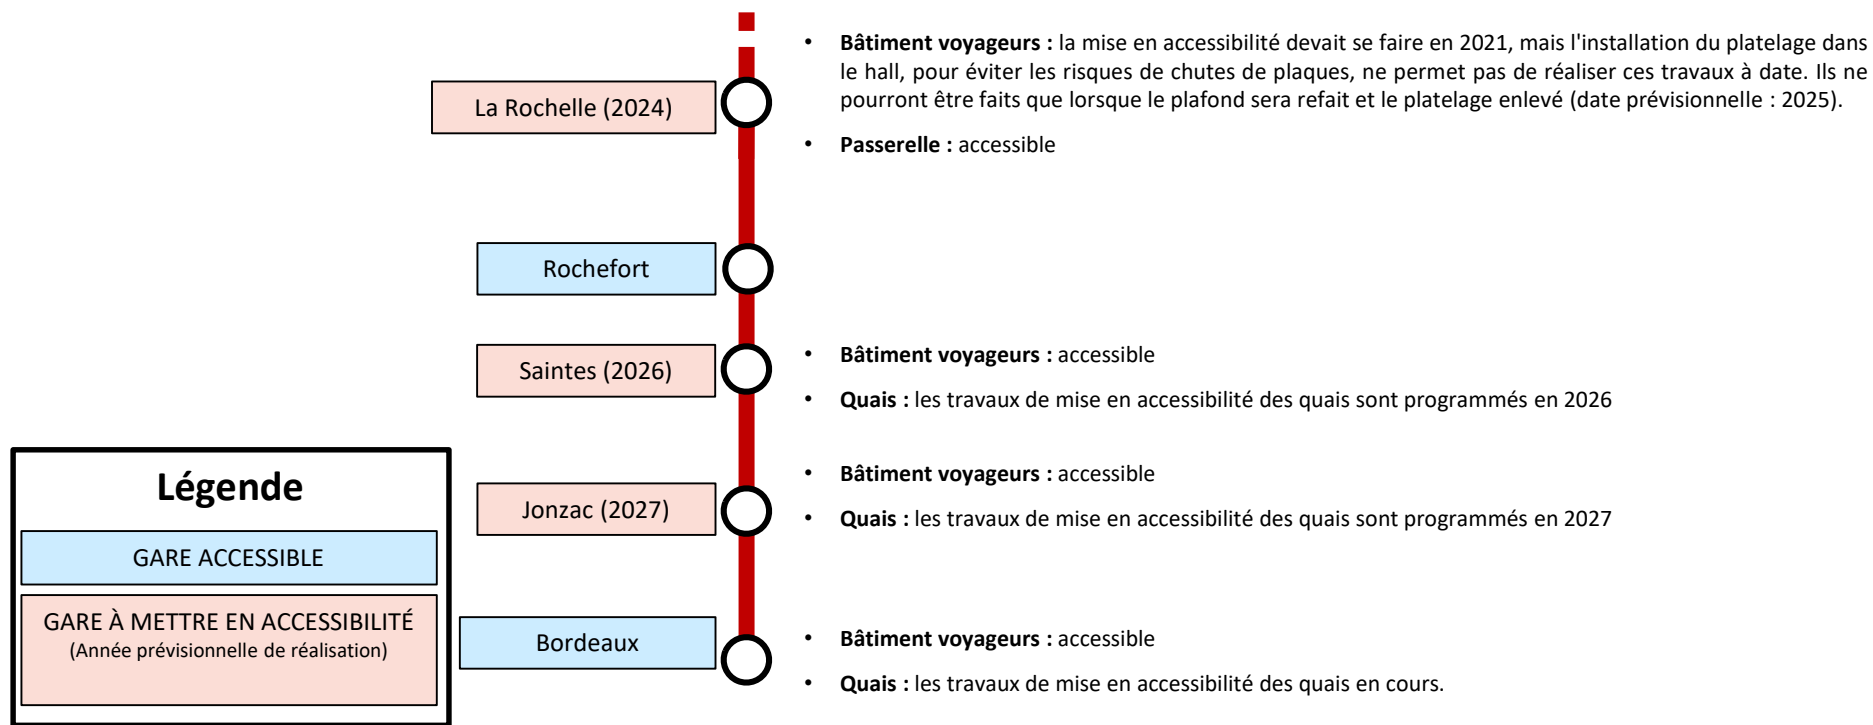 La Rochelle (2024)
• Bâtiment voyageurs : la mise en accessibilité devait se faire en 2021, mais l'installation du platelage dans
le hall, pour éviter les risques de chutes de plaques, ne permet pas de réaliser ces travaux à date. Ils ne
pourront être faits que lorsque le plafond sera refait et le platelage enlevé (date prévisionnelle : 2025).
• Passerelle : accessible
Rochefort
Saintes (2026)
• Bâtiment voyageurs : accessible
• Quais : les travaux de mise en accessibilité des quais sont programmés en 2026
Jonzac (2027)
• Bâtiment voyageurs : accessible
• Quais : les travaux de mise en accessibilité des quais sont programmés en 2027
Bordeaux
• Bâtiment voyageurs : accessible
• Quais : les travaux de mise en accessibilité des quais en cours.
Légende
GARE ACCESSIBLE
GARE À METTRE EN ACCESSIBILITÉ
(Année prévisionnelle de réalisation)